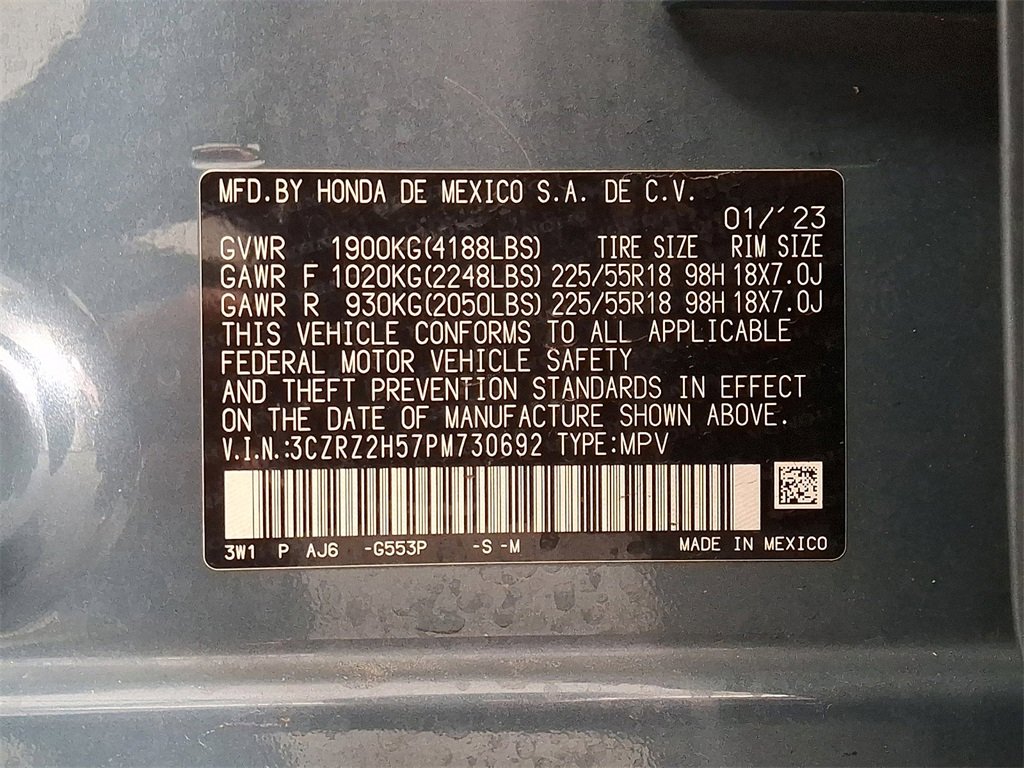 MFD.BY HONDA DE MEXICO S.A. DE C.V.
01/'23
GVWR 1900KG(4188LBS) TIRE SIZE RIM SIZE
GAWR F 1020KG(2248LBS) 225/55R18 98H 18X7.0J
GAWR R 930KG(2050LBS) 225/55R18 98H 18X7.0J
THIS VEHICLE CONFORMS TO ALL APPLICABLE
FEDERAL MOTOR VEHICLE SAFETY
AND THEFT PREVENTION STANDARDS IN EFFECT
ON THE DATE OF MANUFACTURE SHOWN ABOVE.
V.I.N.:3CZRZ2H57PM730692 TYPE:MPV
3W1 P AJ6 -G553P -S -M MADE IN MEXICO